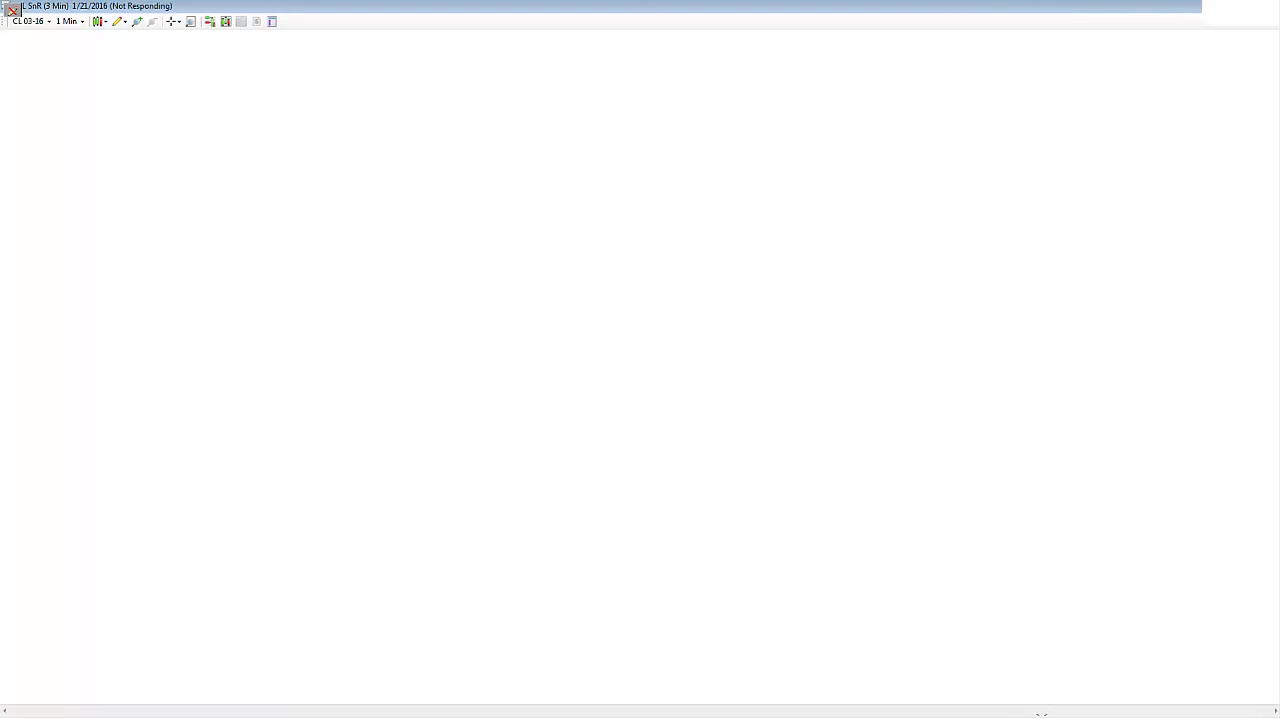 L SnR (3 Min) 1/21/2016 (Not Responding)
CL 03-16 1 Min